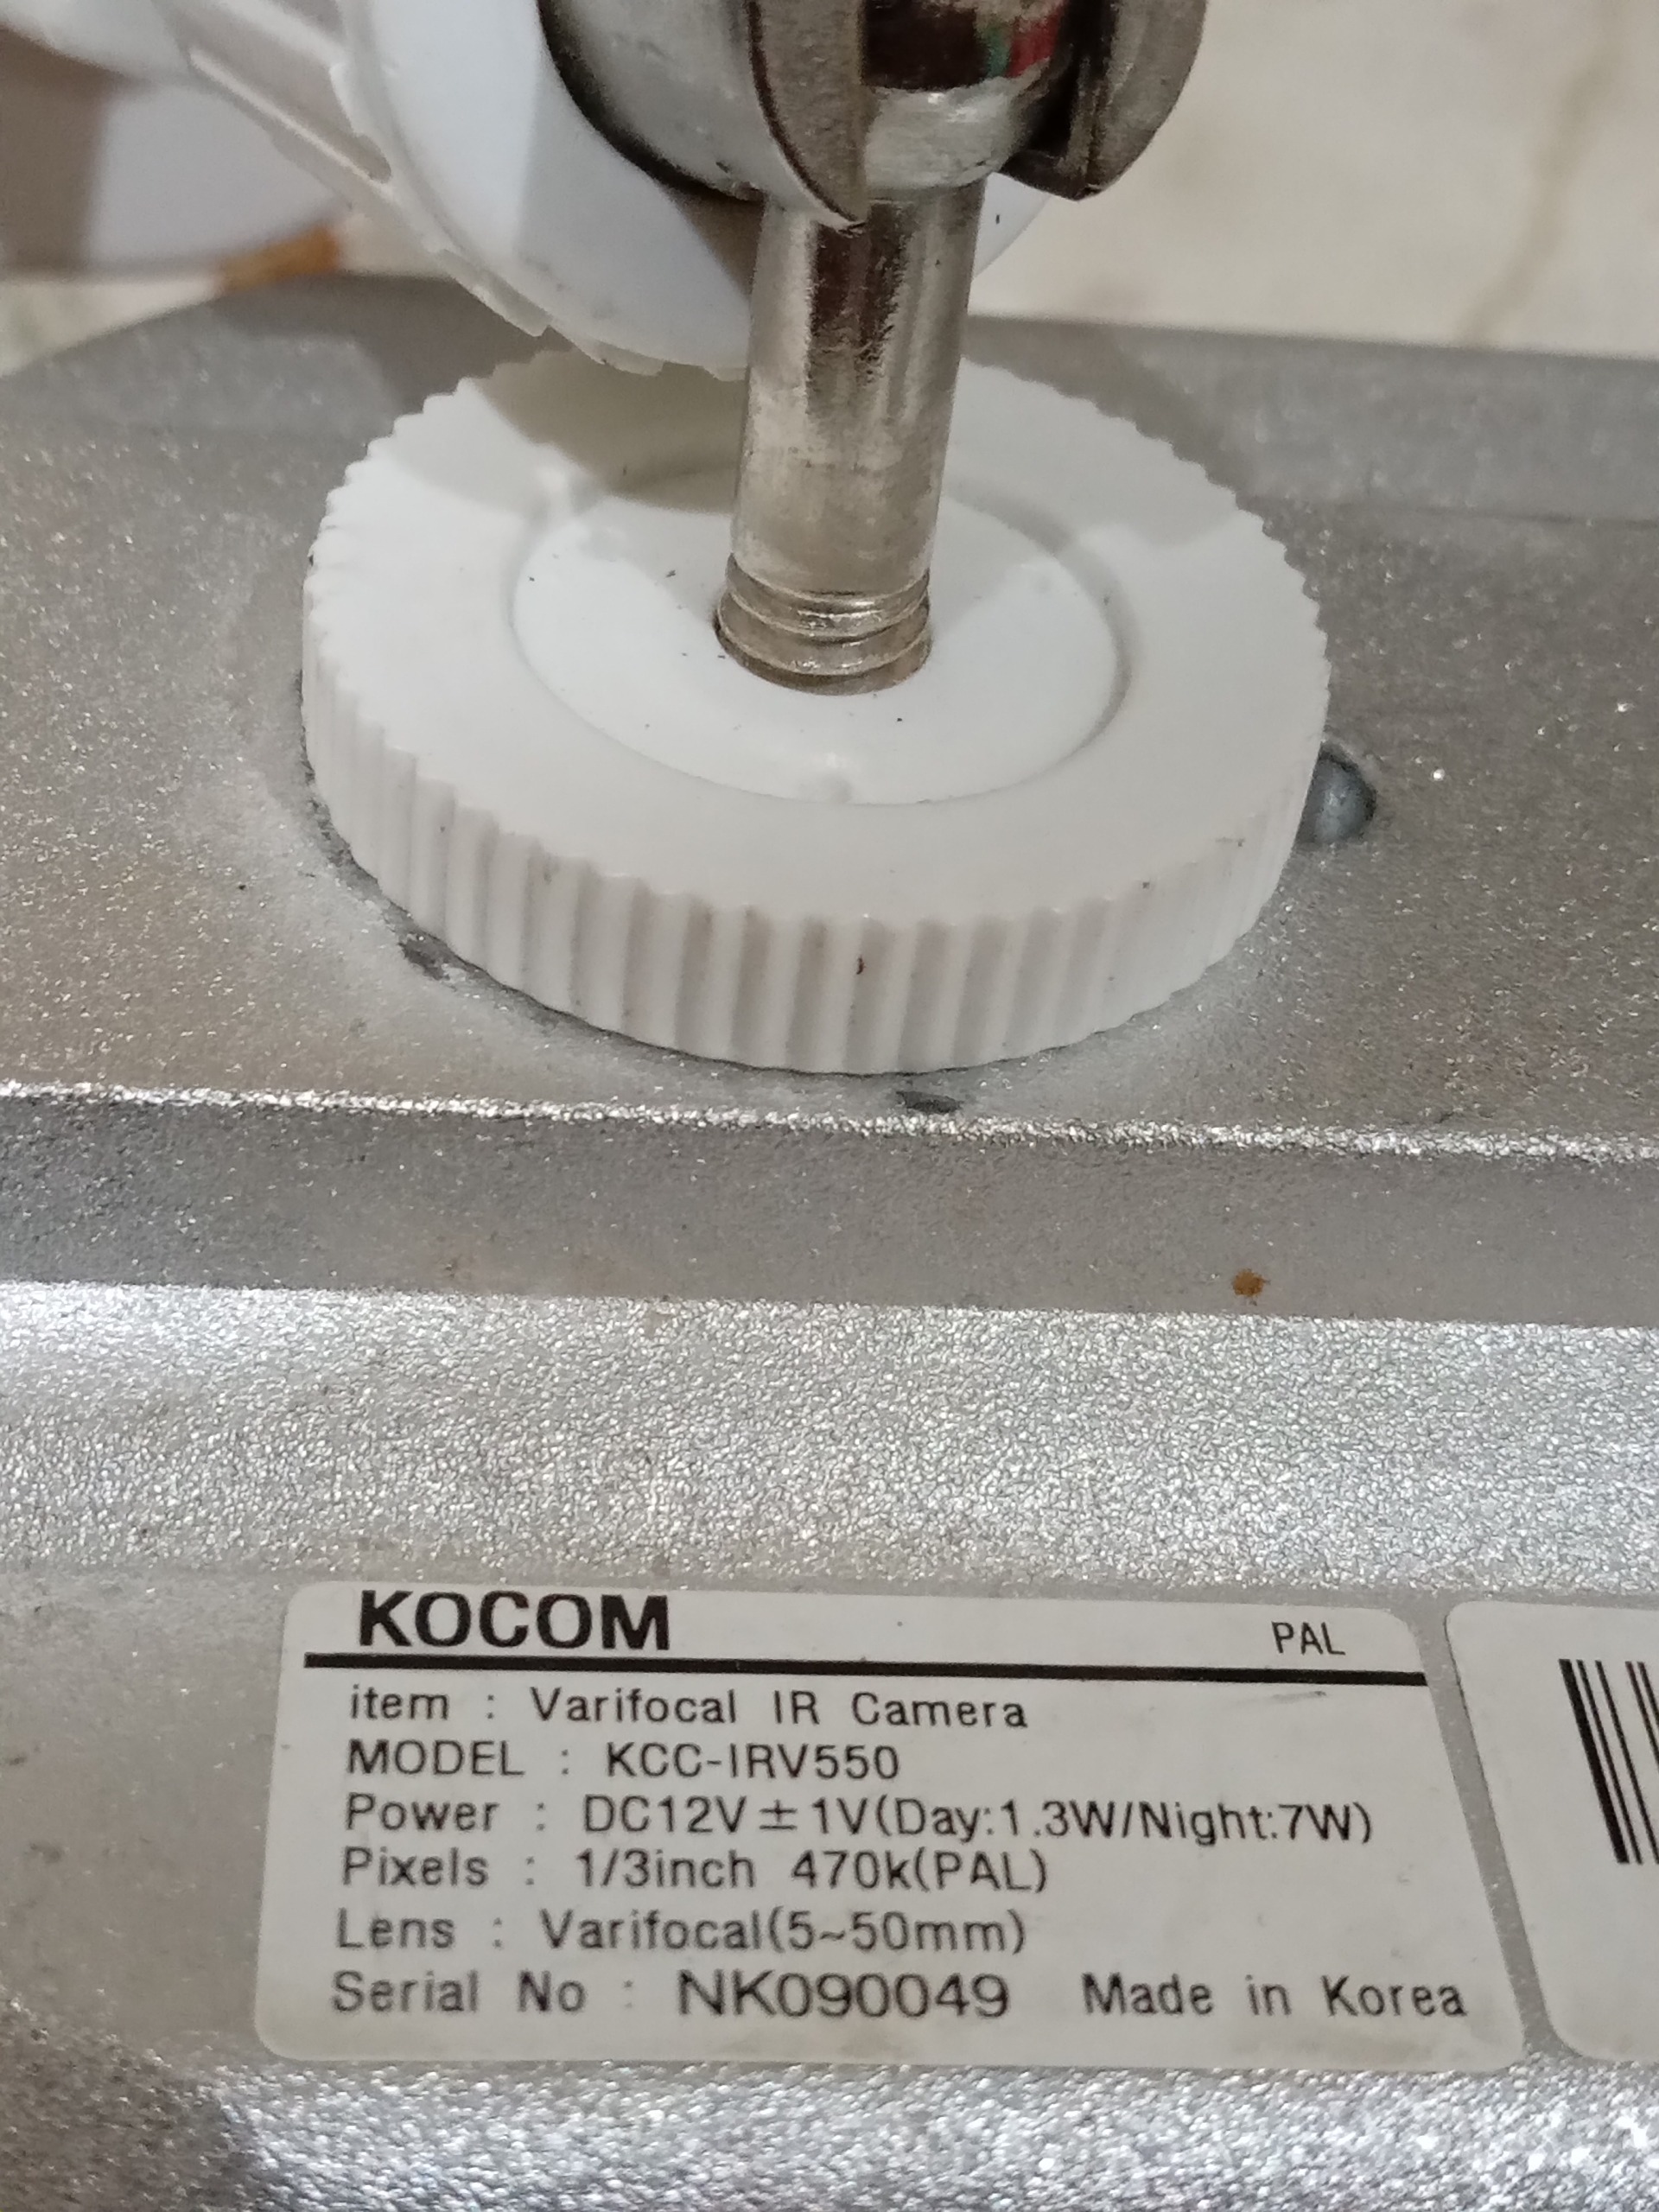 KOCOM
PAL
item : Varifocal IR Camera
MODEL : KCC-IRV550
Power : DC12V±1V(Day:1.3W/Night:7W)
Pixels : 1/3inch 470k(PAL)
Lens : Varifocal(5~50mm)
Serial No : NK090049 Made in Korea